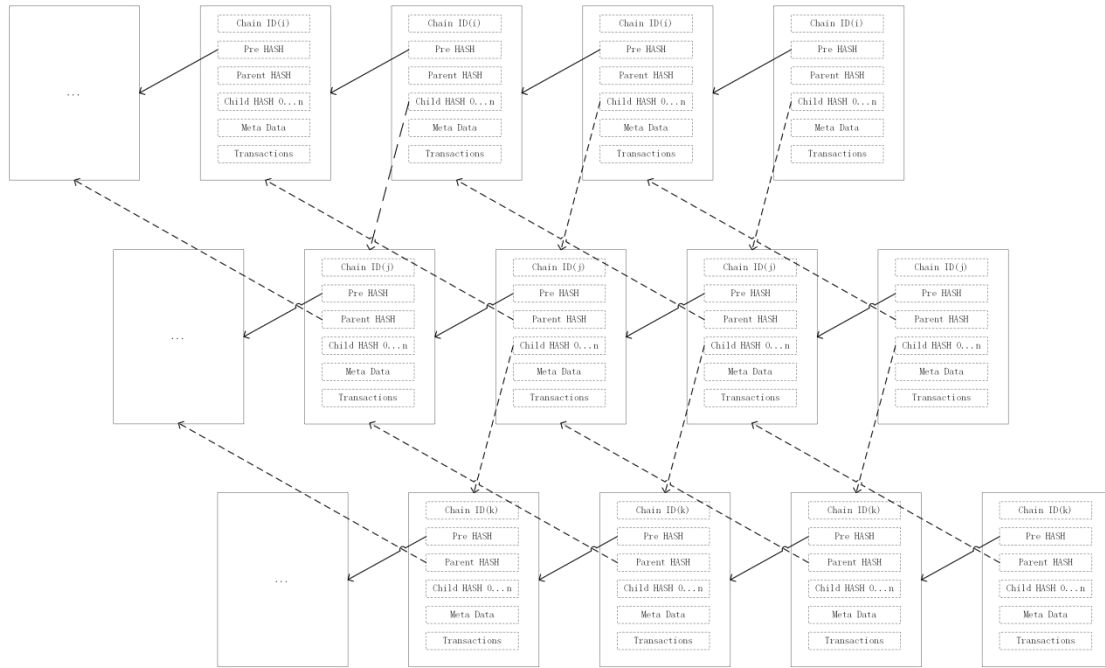 ...
Chain ID(i)
Pre HASH
Parent HASH
Child HASH 0...n
Meta Data
Transactions
Chain ID(i)
Pre HASH
Parent HASH
Child HASH 0...n
Meta Data
Transactions
Chain ID(i)
Pre HASH
Parent HASH
Child HASH 0...n
Meta Data
Transactions
Chain ID(i)
Pre HASH
Parent HASH
Child HASH 0...n
Meta Data
Transactions
...
Chain ID(j)
Pre HASH
Parent HASH
Child HASH 0...n
Meta Data
Transactions
Chain ID(j)
Pre HASH
Parent HASH
Child HASH 0...n
Meta Data
Transactions
Chain ID(j)
Pre HASH
Parent HASH
Child HASH 0...n
Meta Data
Transactions
Chain ID(j)
Pre HASH
Parent HASH
Child HASH 0...n
Meta Data
Transactions
...
Chain ID(k)
Pre HASH
Parent HASH
Child HASH 0...n
Meta Data
Transactions
Chain ID(k)
Pre HASH
Parent HASH
Child HASH 0...n
Meta Data
Transactions
Chain ID(k)
Pre HASH
Parent HASH
Child HASH 0...n
Meta Data
Transactions
Chain ID(k)
Pre HASH
Parent HASH
Child HASH 0...n
Meta Data
Transactions